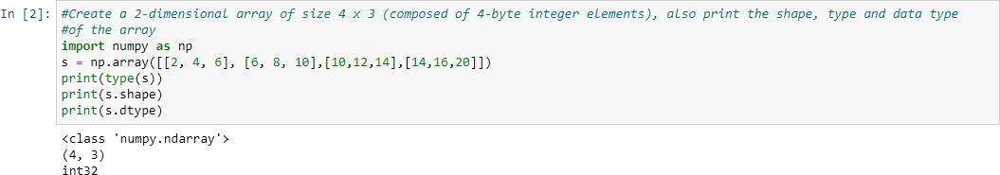 In [2]: #Create a 2-dimensional array of size 4 x 3 (composed of 4-byte integer elements), also print the shape, type and data type
#of the array
import numpy as np
s = np.array([[2, 4, 6], [6, 8, 10],[10,12,14],[14,16,20]])
print(type(s))
print(s.shape)
print(s.dtype)
<class 'numpy.ndarray'>
(4, 3)
int32